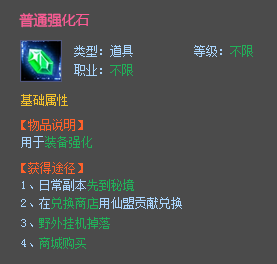 普通强化石
类型：道具 等级：不限
职业：不限
基础属性
【物品说明】
用于装备强化
【获得途径】
1、日常副本先到秘境
2、在兑换商店用仙盟贡献兑换
3、野外挂机掉落
4、商城购买